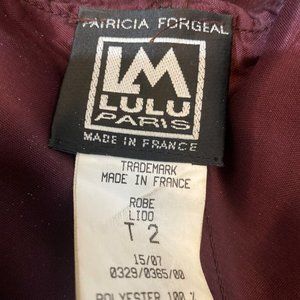 PATRICIA FORGEAL
LM
LULU
PARIS
MADE IN FRANCE
TRADEMARK
MADE IN FRANCE
ROBE
LIDO
T 2
15/07
0329/0365/00
POLYESTER 100 %